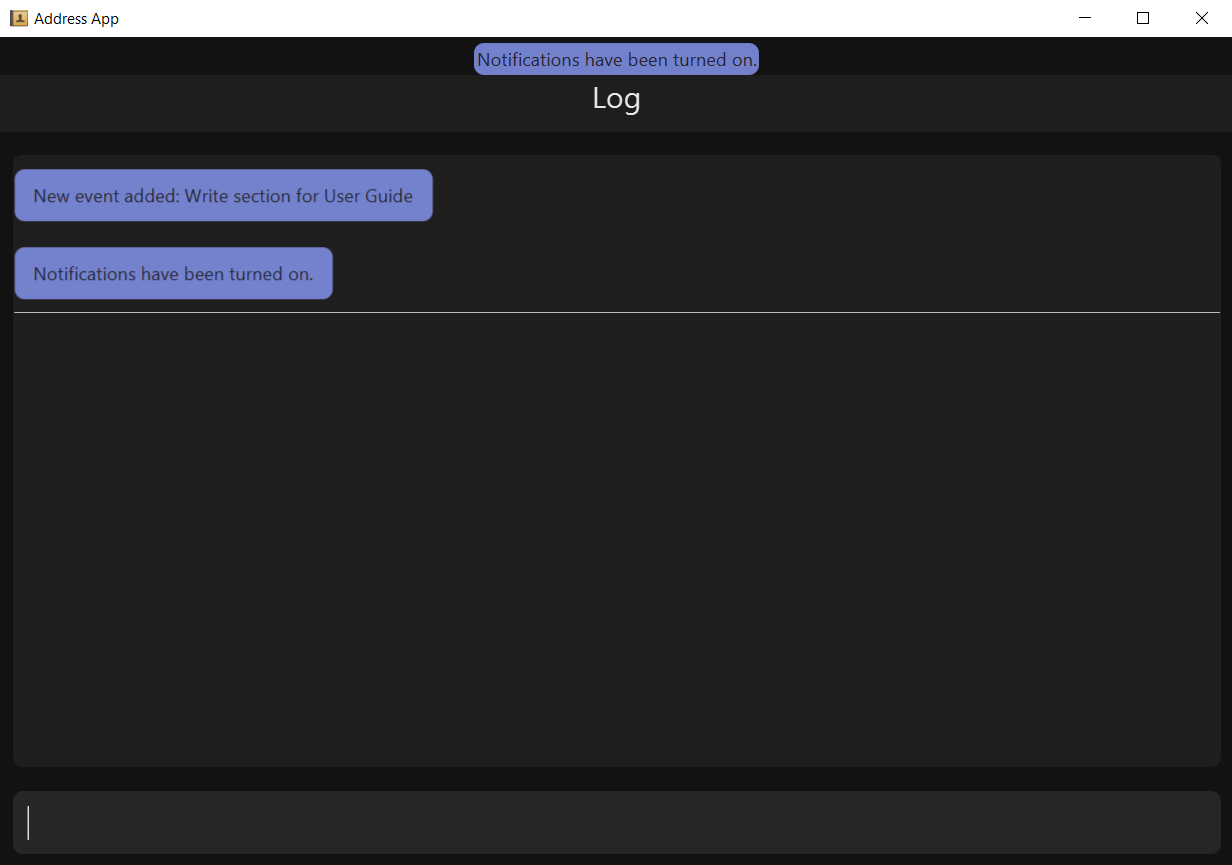 Address App
Notifications have been turned on.
Log
New event added: Write section for User Guide
Notifications have been turned on.